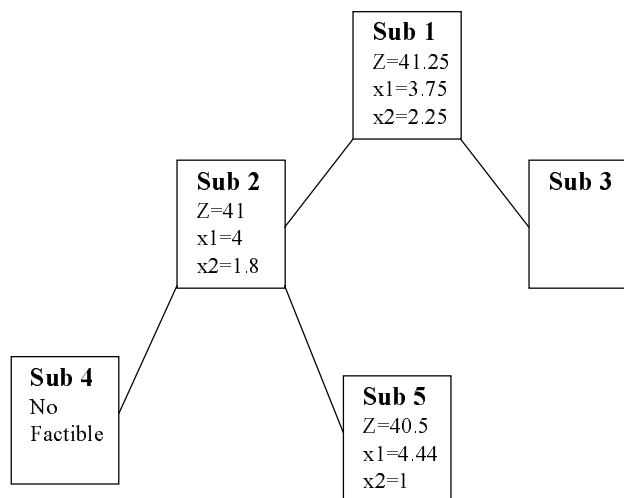 Sub 1
Z=41.25
x1=3.75
x2=2.25
Sub 2
Z=41
x1=4
x2=1.8
Sub 3
Sub 4
No
Factible
Sub 5
Z=40.5
x1=4.44
x2=1